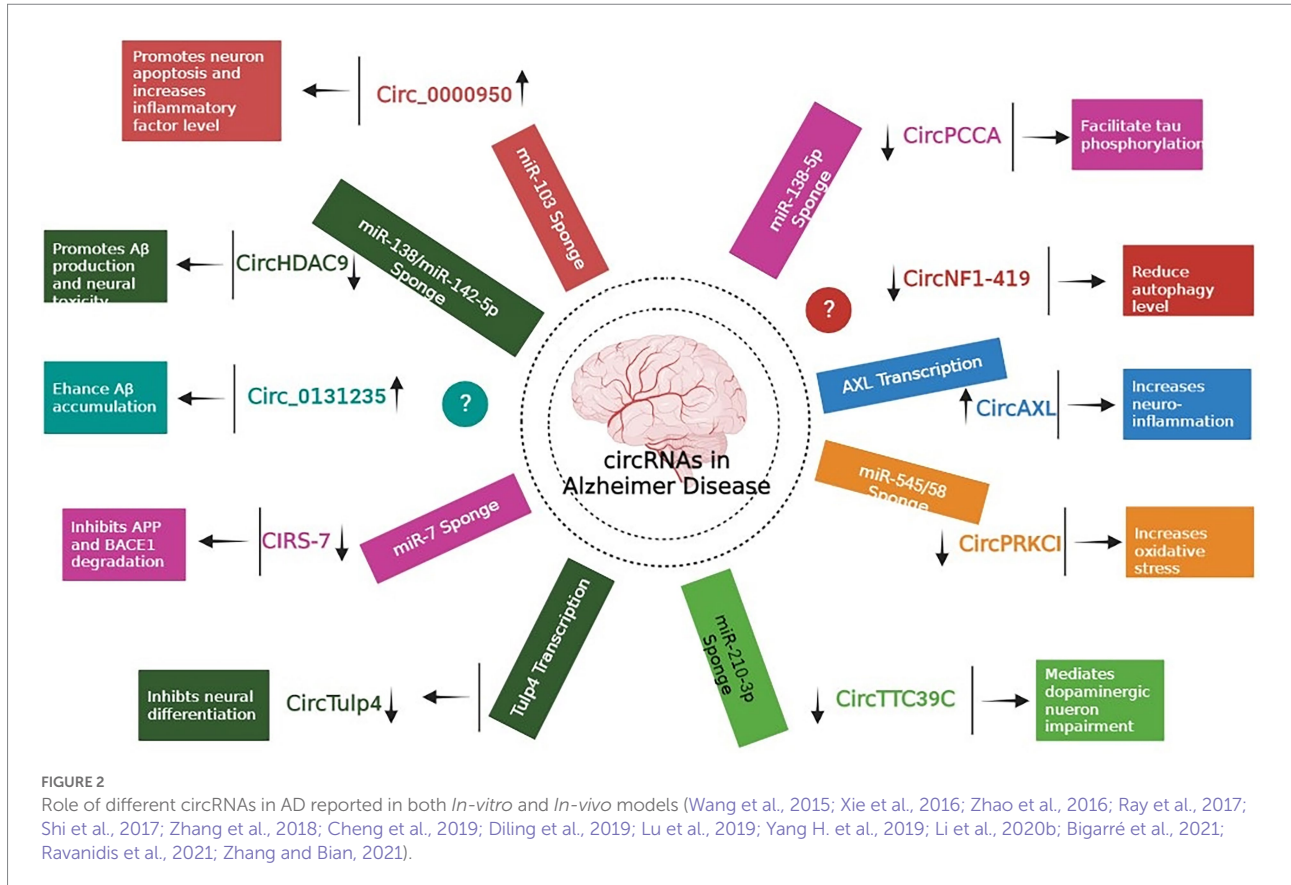 Promotes neuron
apoptosis and
increases
inflammatory
factor level
Circ_0000950
miR-103 Sponge
Promotes Aβ
production
and neural
toxicity
CircHDAC9
miR-138/miR-142-5p
Sponge
Ehance Aβ
accumulation
Circ_0131235
?
Inhibits APP
and BACE1
degradation
CIRS-7
miR-7 Sponge
Inhibts neural
differentiation
CircTulp4
Tulp4 Transcription
circRNAs in
Alzheimer Disease
miR-138-5p
Sponge
CircPCCA
Facilitate tau
phosphorylation
?
CircNF1-419
Reduce
autophagy
level
AXL Transcription
CircAXL
Increases
neuro-
inflammation
miR-545/58
Sponge
CircPRKCI
Increases
oxidative
stress
miR-210-3p
Sponge
CircTTC39C
Mediates
dopaminergic
nueron
impairment
FIGURE 2
Role of different circRNAs in AD reported in both In-vitro and In-vivo models (Wang et al., 2015; Xie et al., 2016; Zhao et al., 2016; Ray et al., 2017;
Shi et al., 2017; Zhang et al., 2018; Cheng et al., 2019; Diling et al., 2019; Lu et al., 2019; Yang H. et al., 2019; Li et al., 2020b; Bigarré et al., 2021;
Ravanidis et al., 2021; Zhang and Bian, 2021).